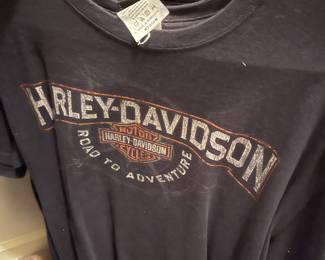 HARLEY-DAVIDSON
MOTOR
HARLEY-DAVIDSON
CYCLES
ROAD TO ADVENTURE